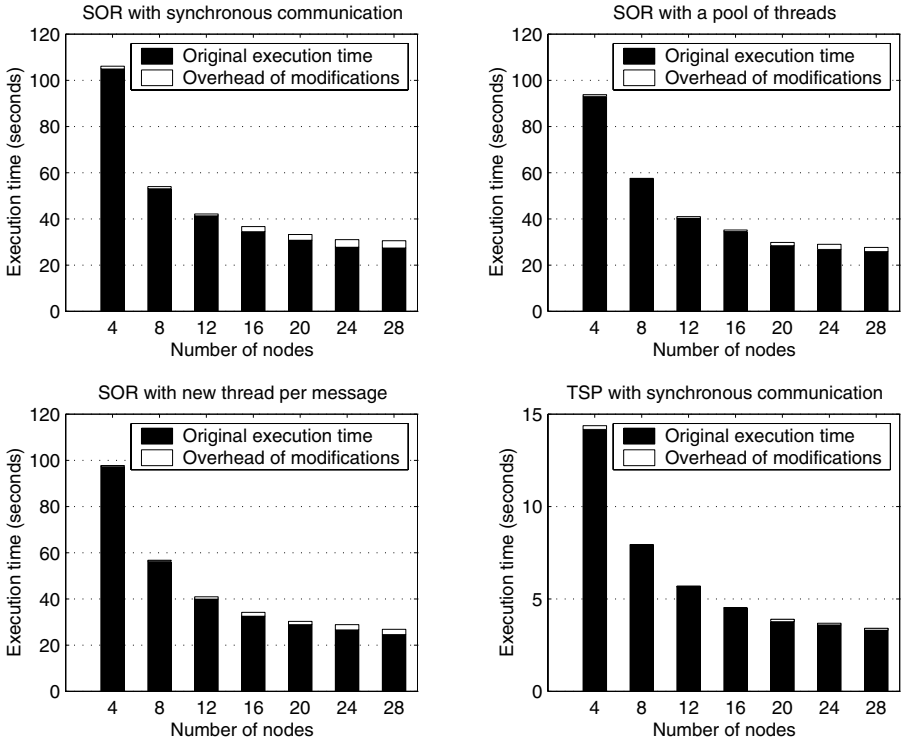 SOR with synchronous communication
120
100
80
60
40
20
0
Execution time (seconds)
Original execution time
Overhead of modifications
4 8 12 16 20 24 28
Number of nodes
SOR with a pool of threads
120
100
80
60
40
20
0
Execution time (seconds)
Original execution time
Overhead of modifications
4 8 12 16 20 24 28
Number of nodes
SOR with new thread per message
120
100
80
60
40
20
0
Execution time (seconds)
Original execution time
Overhead of modifications
4 8 12 16 20 24 28
Number of nodes
TSP with synchronous communication
15
10
5
0
Execution time (seconds)
Original execution time
Overhead of modifications
4 8 12 16 20 24 28
Number of nodes